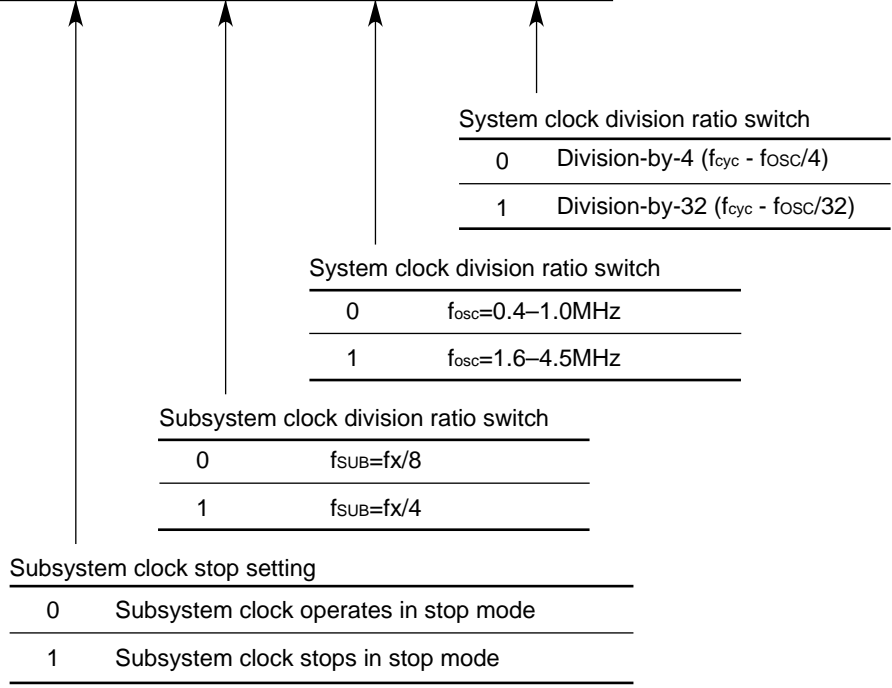 System clock division ratio switch
0 Division-by-4 (fcyc - fOSC/4)
1 Division-by-32 (fcyc - fOSC/32)
System clock division ratio switch
0 fosc=0.4–1.0MHz
1 fosc=1.6–4.5MHz
Subsystem clock division ratio switch
0 fSUB=fx/8
1 fSUB=fx/4
Subsystem clock stop setting
0 Subsystem clock operates in stop mode
1 Subsystem clock stops in stop mode